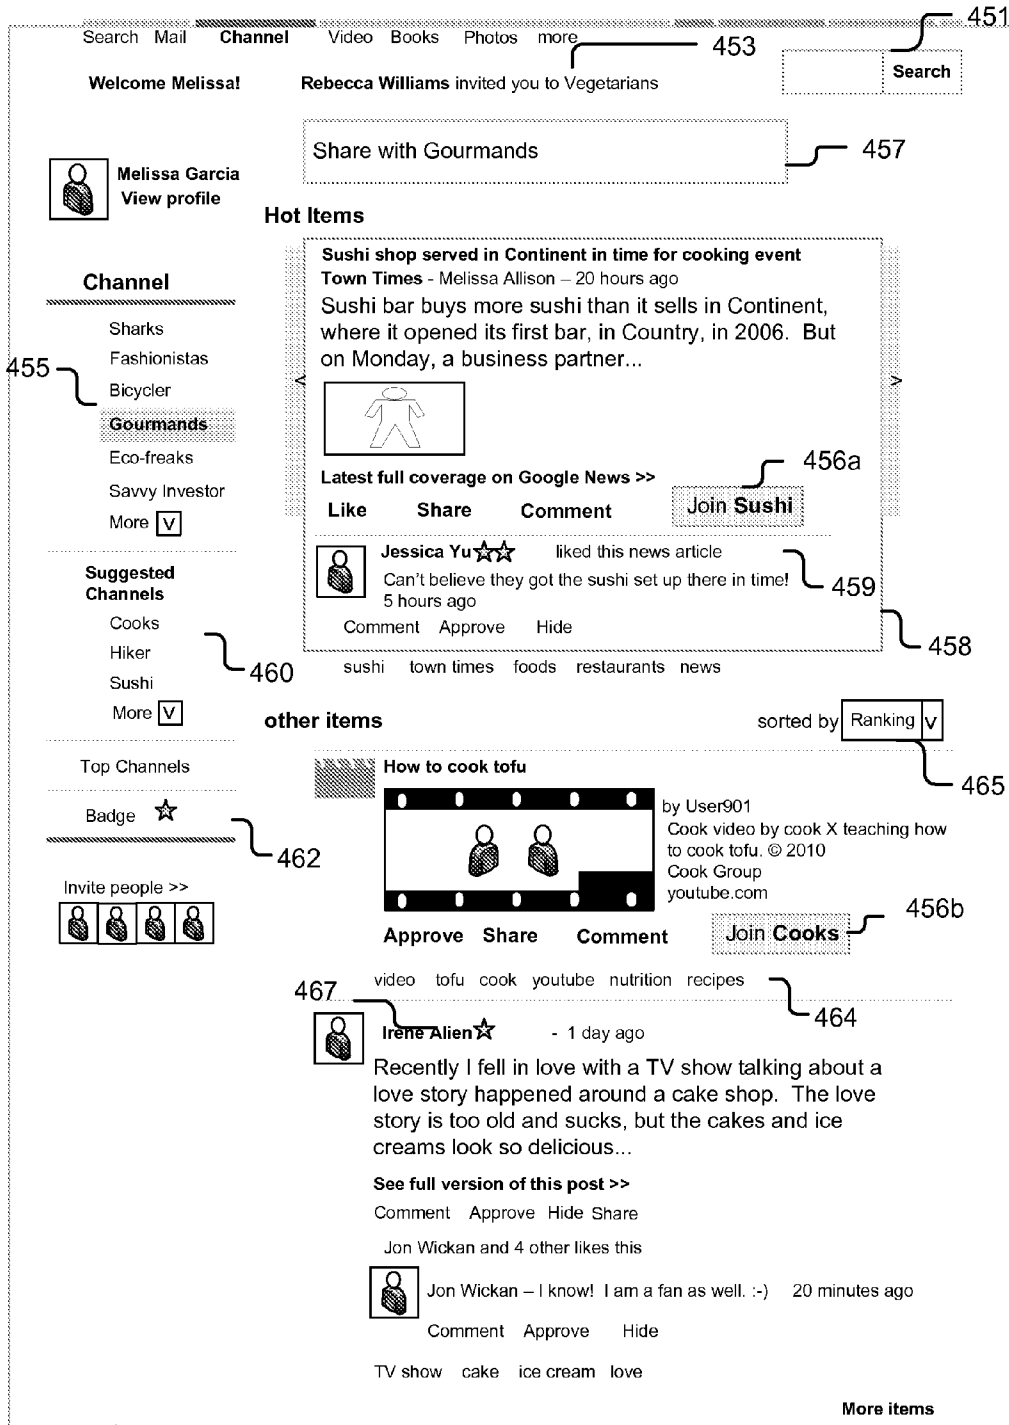 451
Search Mail Channel Video Books Photos more
453
Search
Welcome Melissa! Rebecca Williams invited you to Vegetarians
Share with Gourmands
457
Melissa Garcia
View profile
Hot Items
Sushi shop served in Continent in time for cooking event
Town Times - Melissa Allison – 20 hours ago
Sushi bar buys more sushi than it sells in Continent,
where it opened its first bar, in Country, in 2006. But
on Monday, a business partner...
< >
Latest full coverage on Google News >>
456a
Like Share Comment Join Sushi
Jessica Yu liked this news article
Can't believe they got the sushi set up there in time!
5 hours ago
459
Comment Approve Hide
458
sushi town times foods restaurants news
Channel
Sharks
455
Fashionistas
Bicycler
Gourmands
Eco-freaks
Savvy Investor
More V
Suggested
Channels
Cooks
Hiker
460
Sushi
More V
Top Channels
Badge
462
Invite people >>
other items sorted by Ranking V
465
How to cook tofu
by User901
Cook video by cook X teaching how
to cook tofu. © 2010
Cook Group
youtube.com
456b
Approve Share Comment Join Cooks
video tofu cook youtube nutrition recipes
464
467
Irene Alien - 1 day ago
Recently I fell in love with a TV show talking about a
love story happened around a cake shop. The love
story is too old and sucks, but the cakes and ice
creams look so delicious...
See full version of this post >>
Comment Approve Hide Share
Jon Wickan and 4 other likes this
Jon Wickan – I know! I am a fan as well. :-) 20 minutes ago
Comment Approve Hide
TV show cake ice cream love
More items